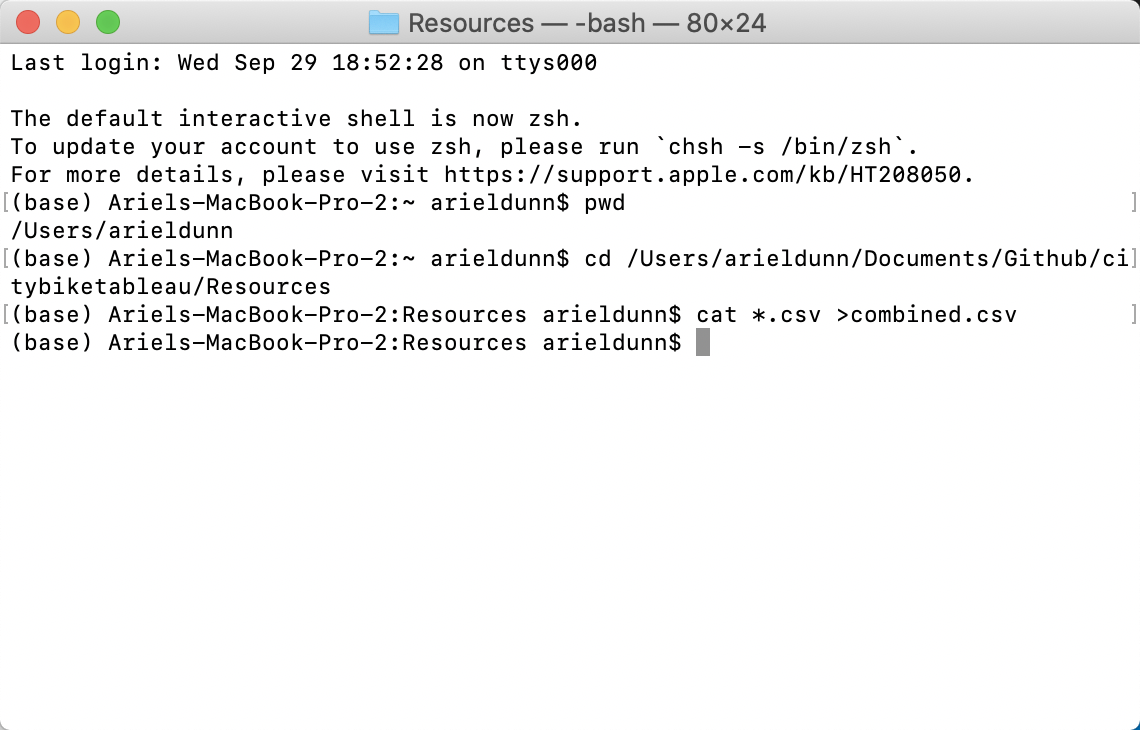 Resources — -bash — 80×24
Last login: Wed Sep 29 18:52:28 on ttys000
The default interactive shell is now zsh.
To update your account to use zsh, please run `chsh -s /bin/zsh`.
For more details, please visit https://support.apple.com/kb/HT208050.
[(base) Ariels-MacBook-Pro-2:~ arieldunn$ pwd ]
/Users/arieldunn
[(base) Ariels-MacBook-Pro-2:~ arieldunn$ cd /Users/arieldunn/Documents/Github/ci]
tybiketableau/Resources
[(base) Ariels-MacBook-Pro-2:Resources arieldunn$ cat *.csv >combined.csv ]
(base) Ariels-MacBook-Pro-2:Resources arieldunn$